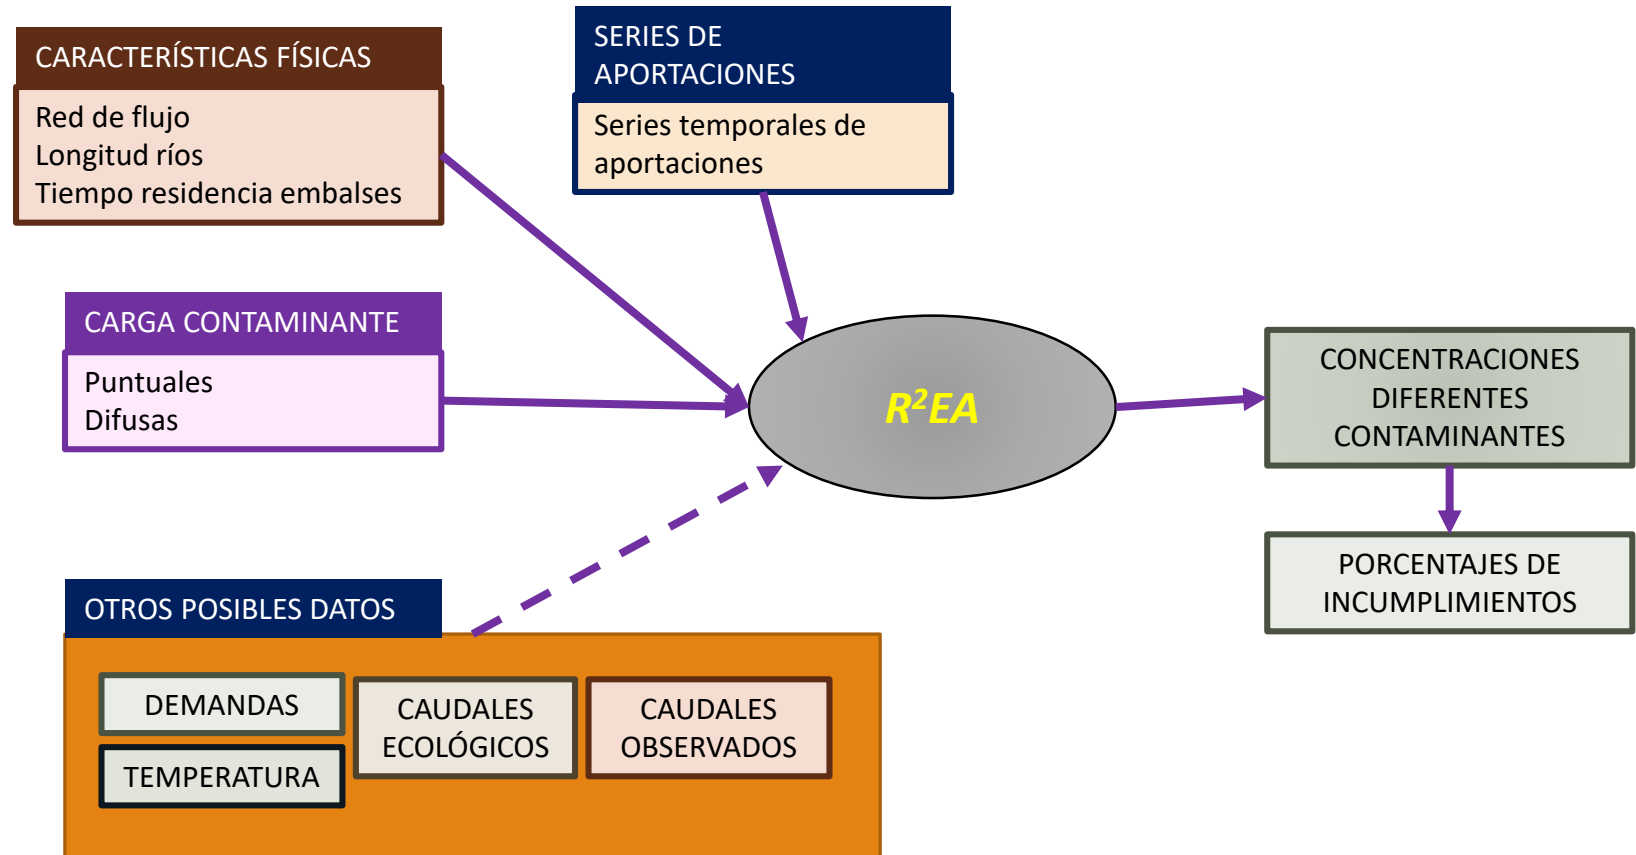 CARACTERÍSTICAS FÍSICAS
Red de flujo
Longitud ríos
Tiempo residencia embalses
SERIES DE
APORTACIONES
Series temporales de
aportaciones
CARGA CONTAMINANTE
Puntuales
Difusas
R²EA
CONCENTRACIONES
DIFERENTES
CONTAMINANTES
PORCENTAJES DE
INCUMPLIMIENTOS
OTROS POSIBLES DATOS
DEMANDAS
TEMPERATURA
CAUDALES
ECOLÓGICOS
CAUDALES
OBSERVADOS